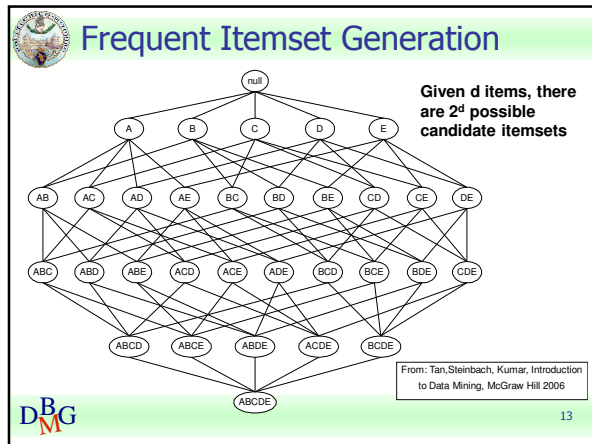 Frequent Itemset Generation
null
Given d items, there
are 2ᵈ possible
candidate itemsets
A B C D E
AB AC AD AE BC BD BE CD CE DE
ABC ABD ABE ACD ACE ADE BCD BCE BDE CDE
ABCD ABCE ABDE ACDE BCDE
From: Tan,Steinbach, Kumar, Introduction
to Data Mining, McGraw Hill 2006
ABCDE
DBMG
13